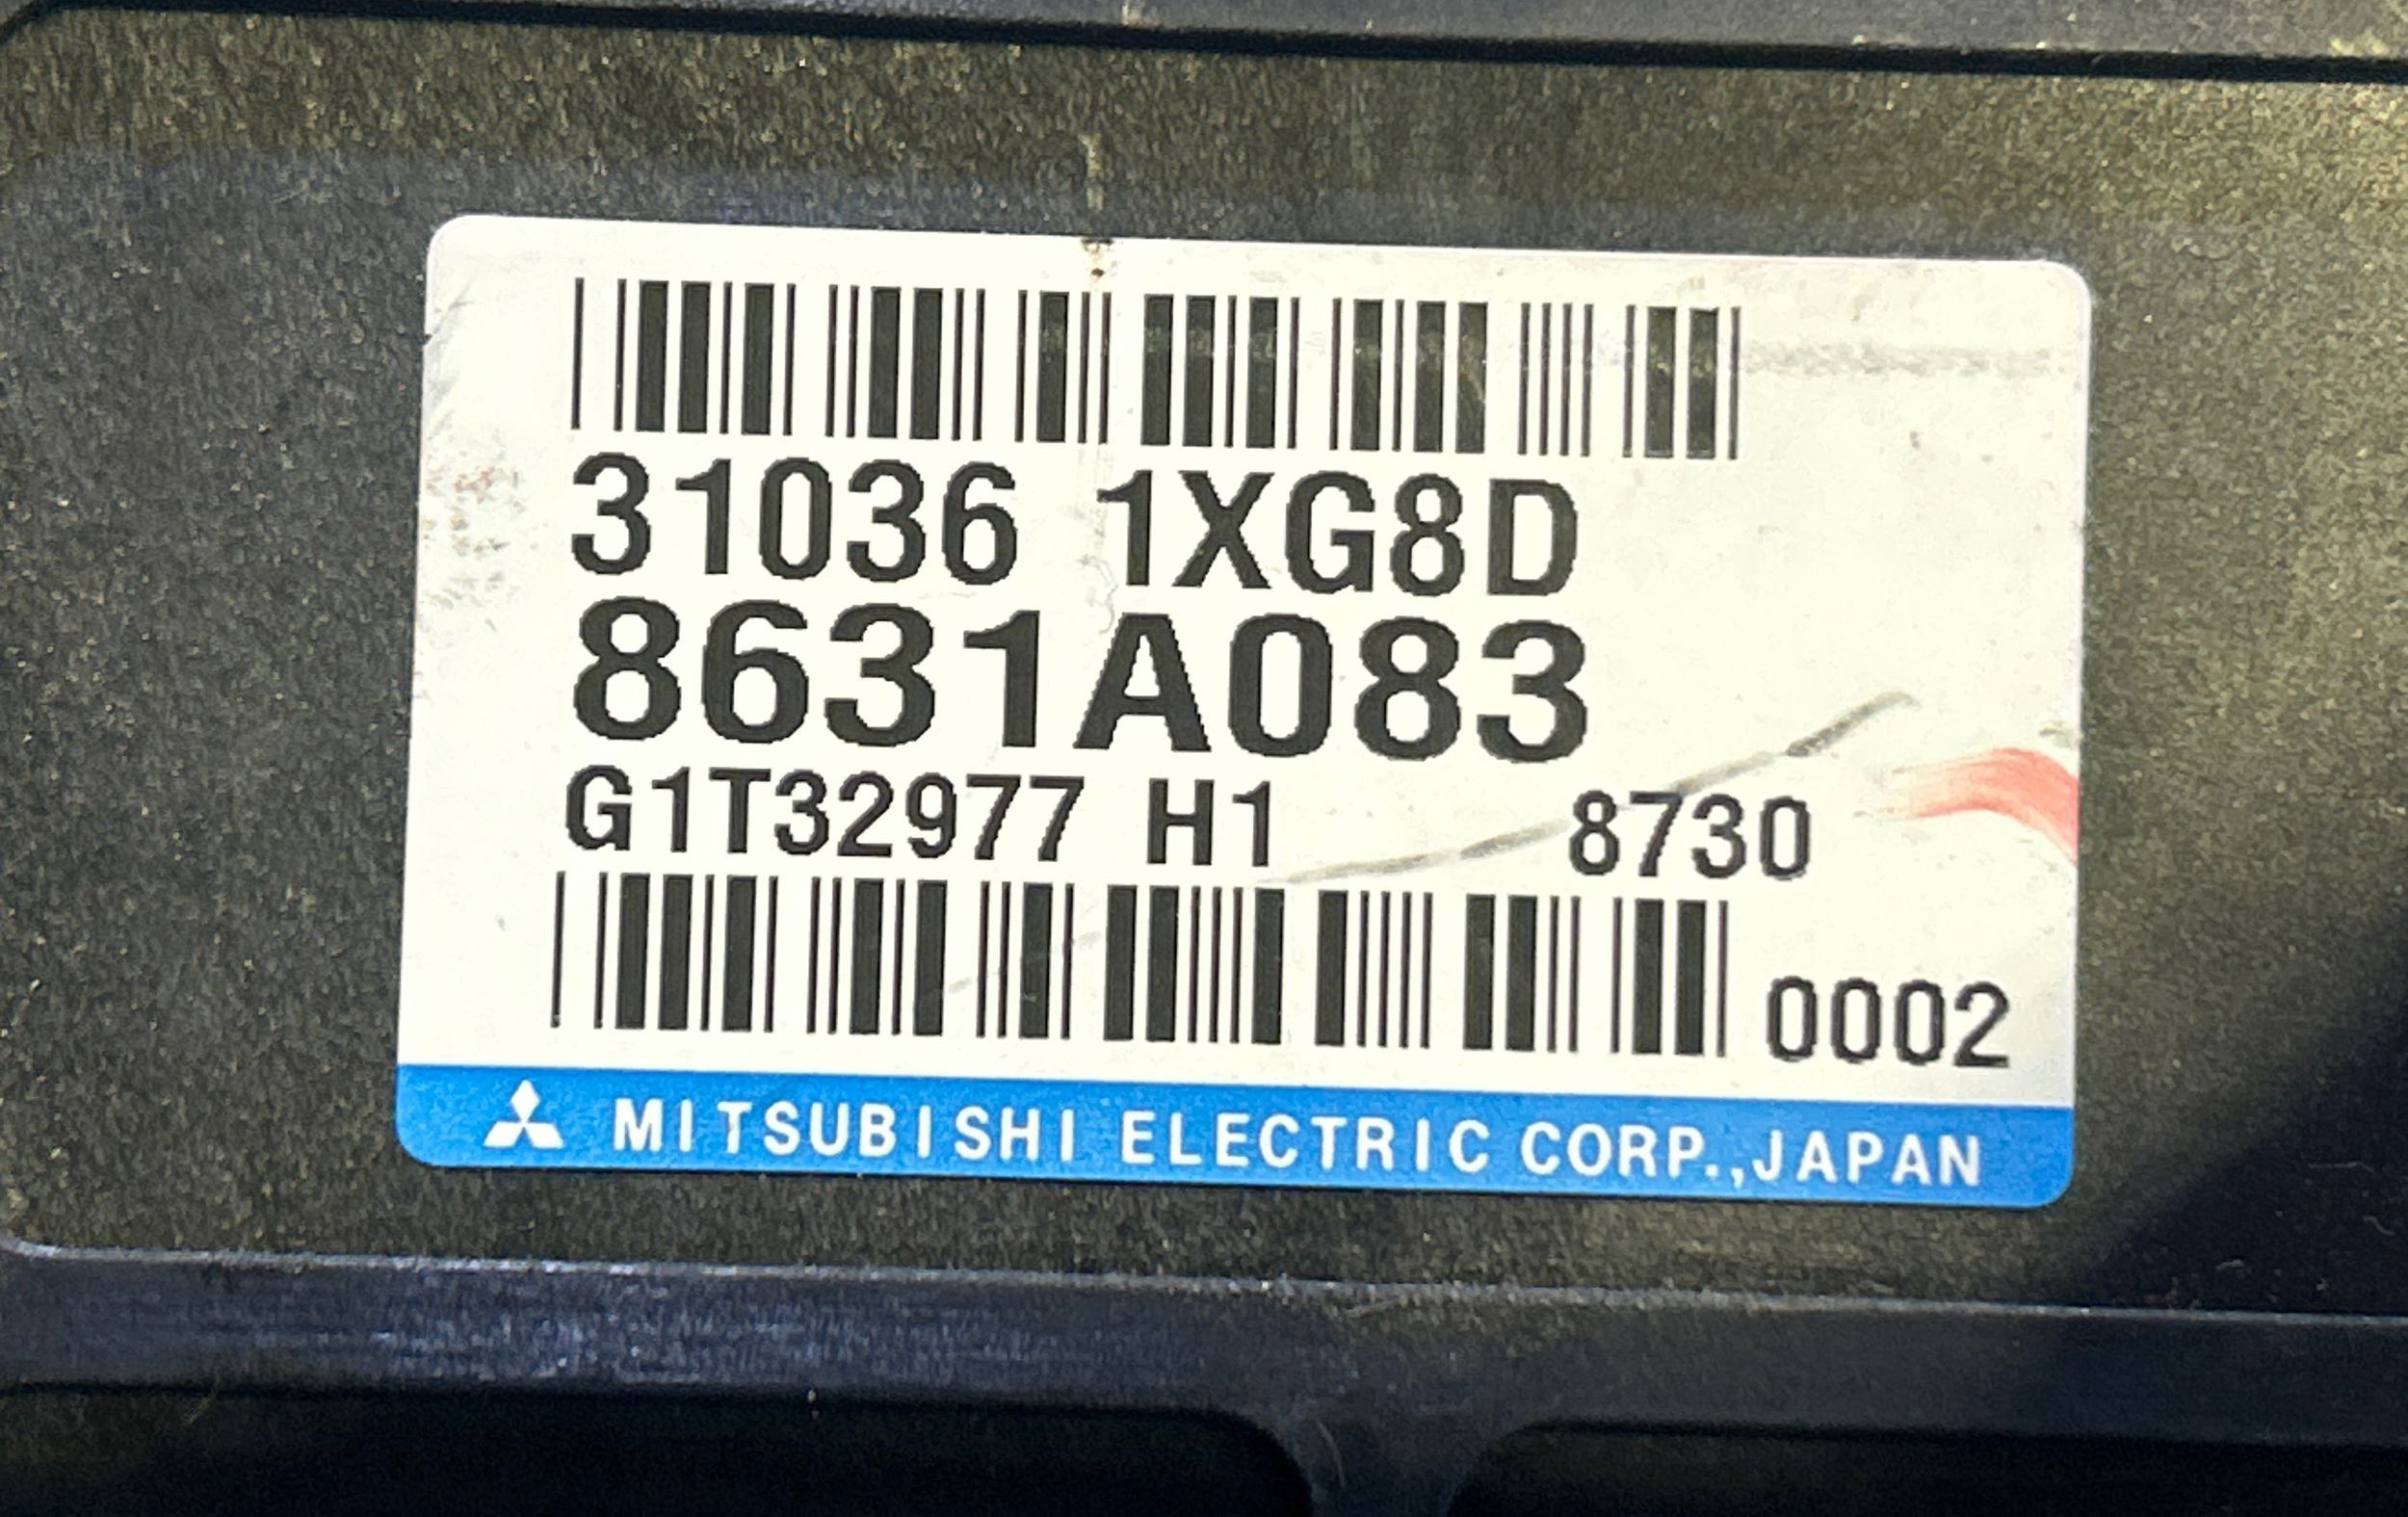 31036 1XG8D
8631A083
G1T32977 H1 8730
0002
MITSUBISHI ELECTRIC CORP.,JAPAN